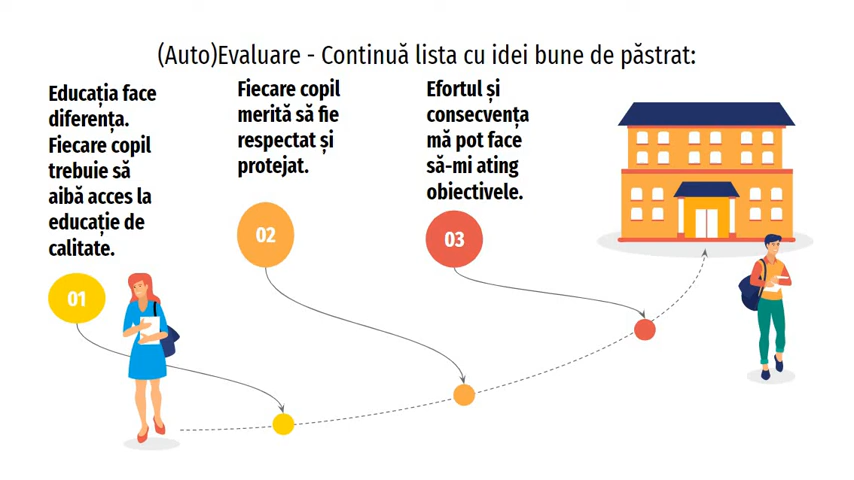 (Auto)Evaluare - Continuă lista cu idei bune de păstrat:
Educația face
diferența.
Fiecare copil
trebuie să
aibă acces la
educație de
calitate.
01
Fiecare copil
merită să fie
respectat și
protejat.
02
Efortul și
consecvența
mă pot face
să-mi ating
obiectivele.
03